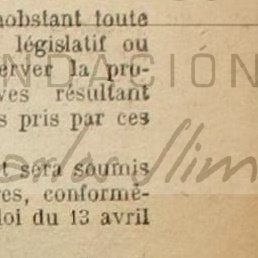 nobstant toute
législatif ou
erver la pro-
ves résultant
s pris par ces
t sera soumis
res, conformé-
loi du 13 avril